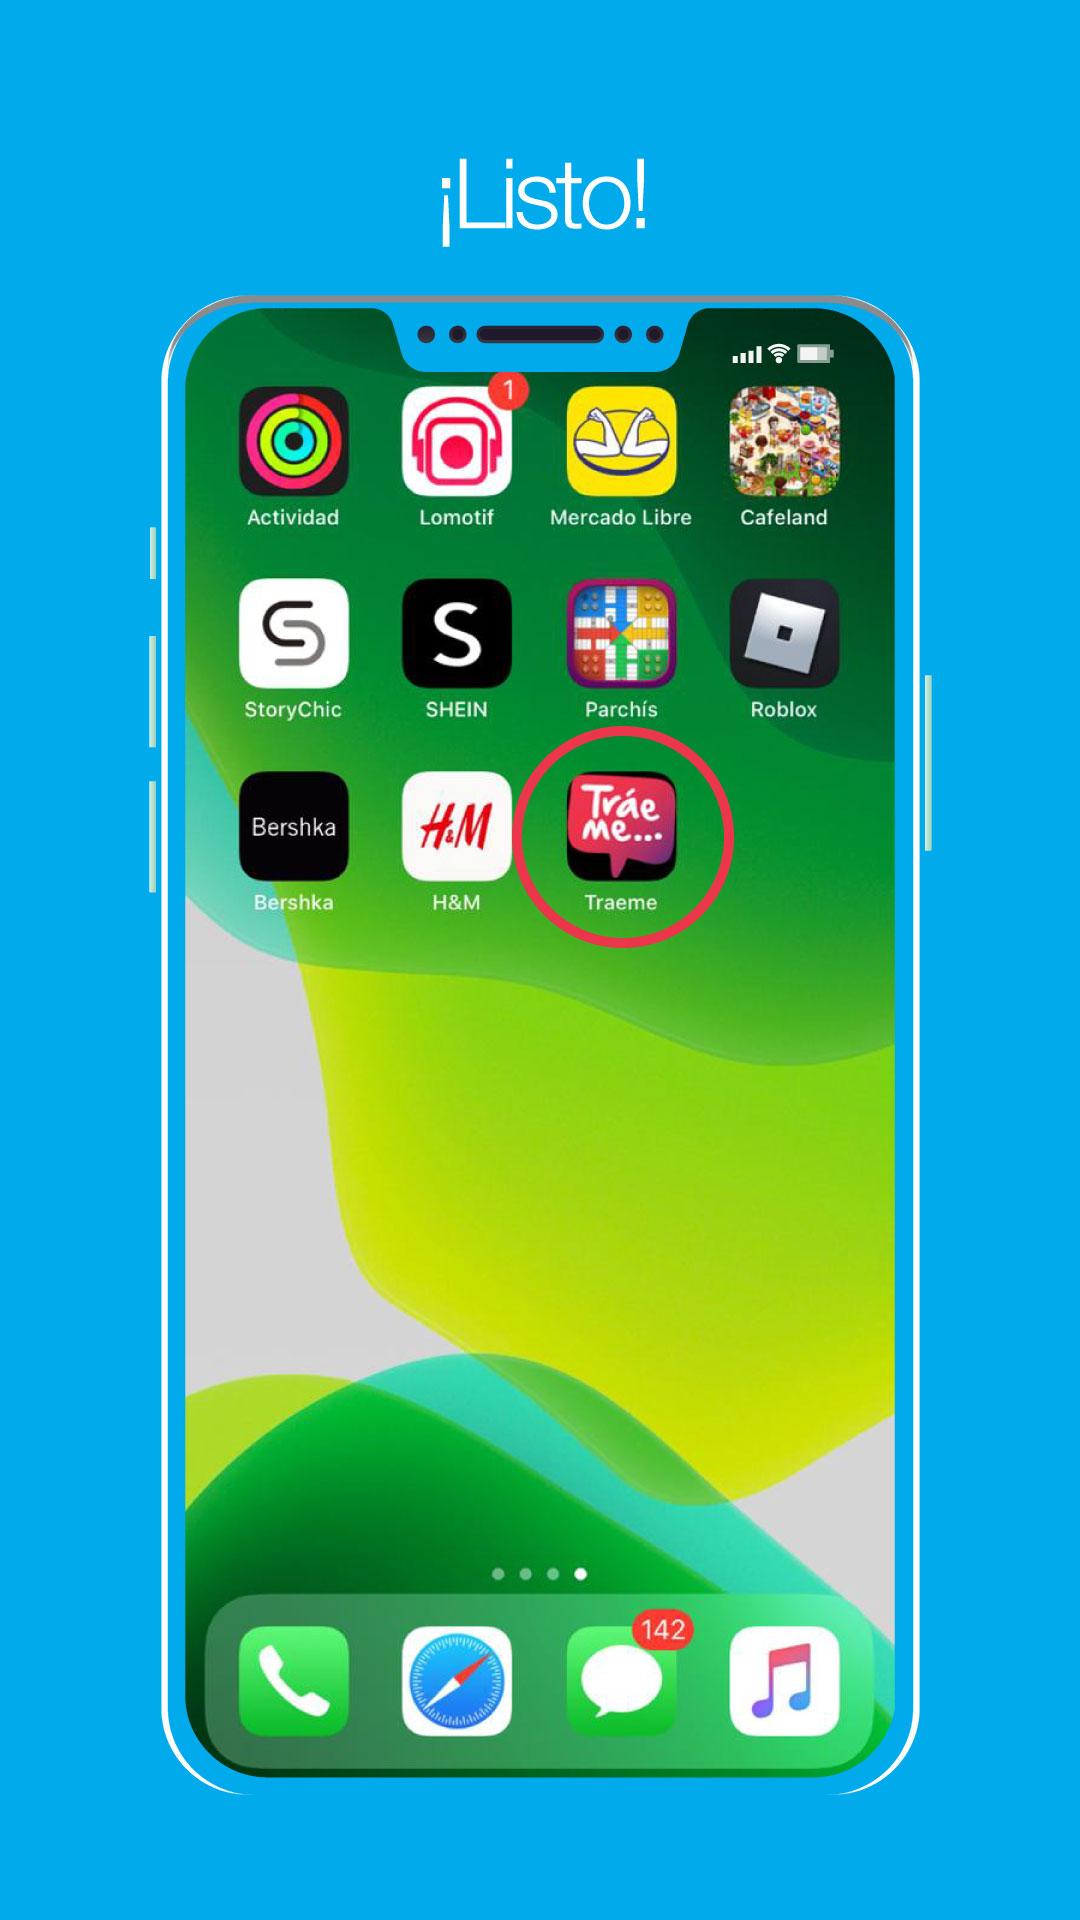 ¡Listo!
1
Actividad
Lomotif
Mercado Libre
Cafeland
S
StoryChic
SHEIN
Parchís
Roblox
Bershka
H&M
Tráe
me...
Bershka
H&M
Traeme
142